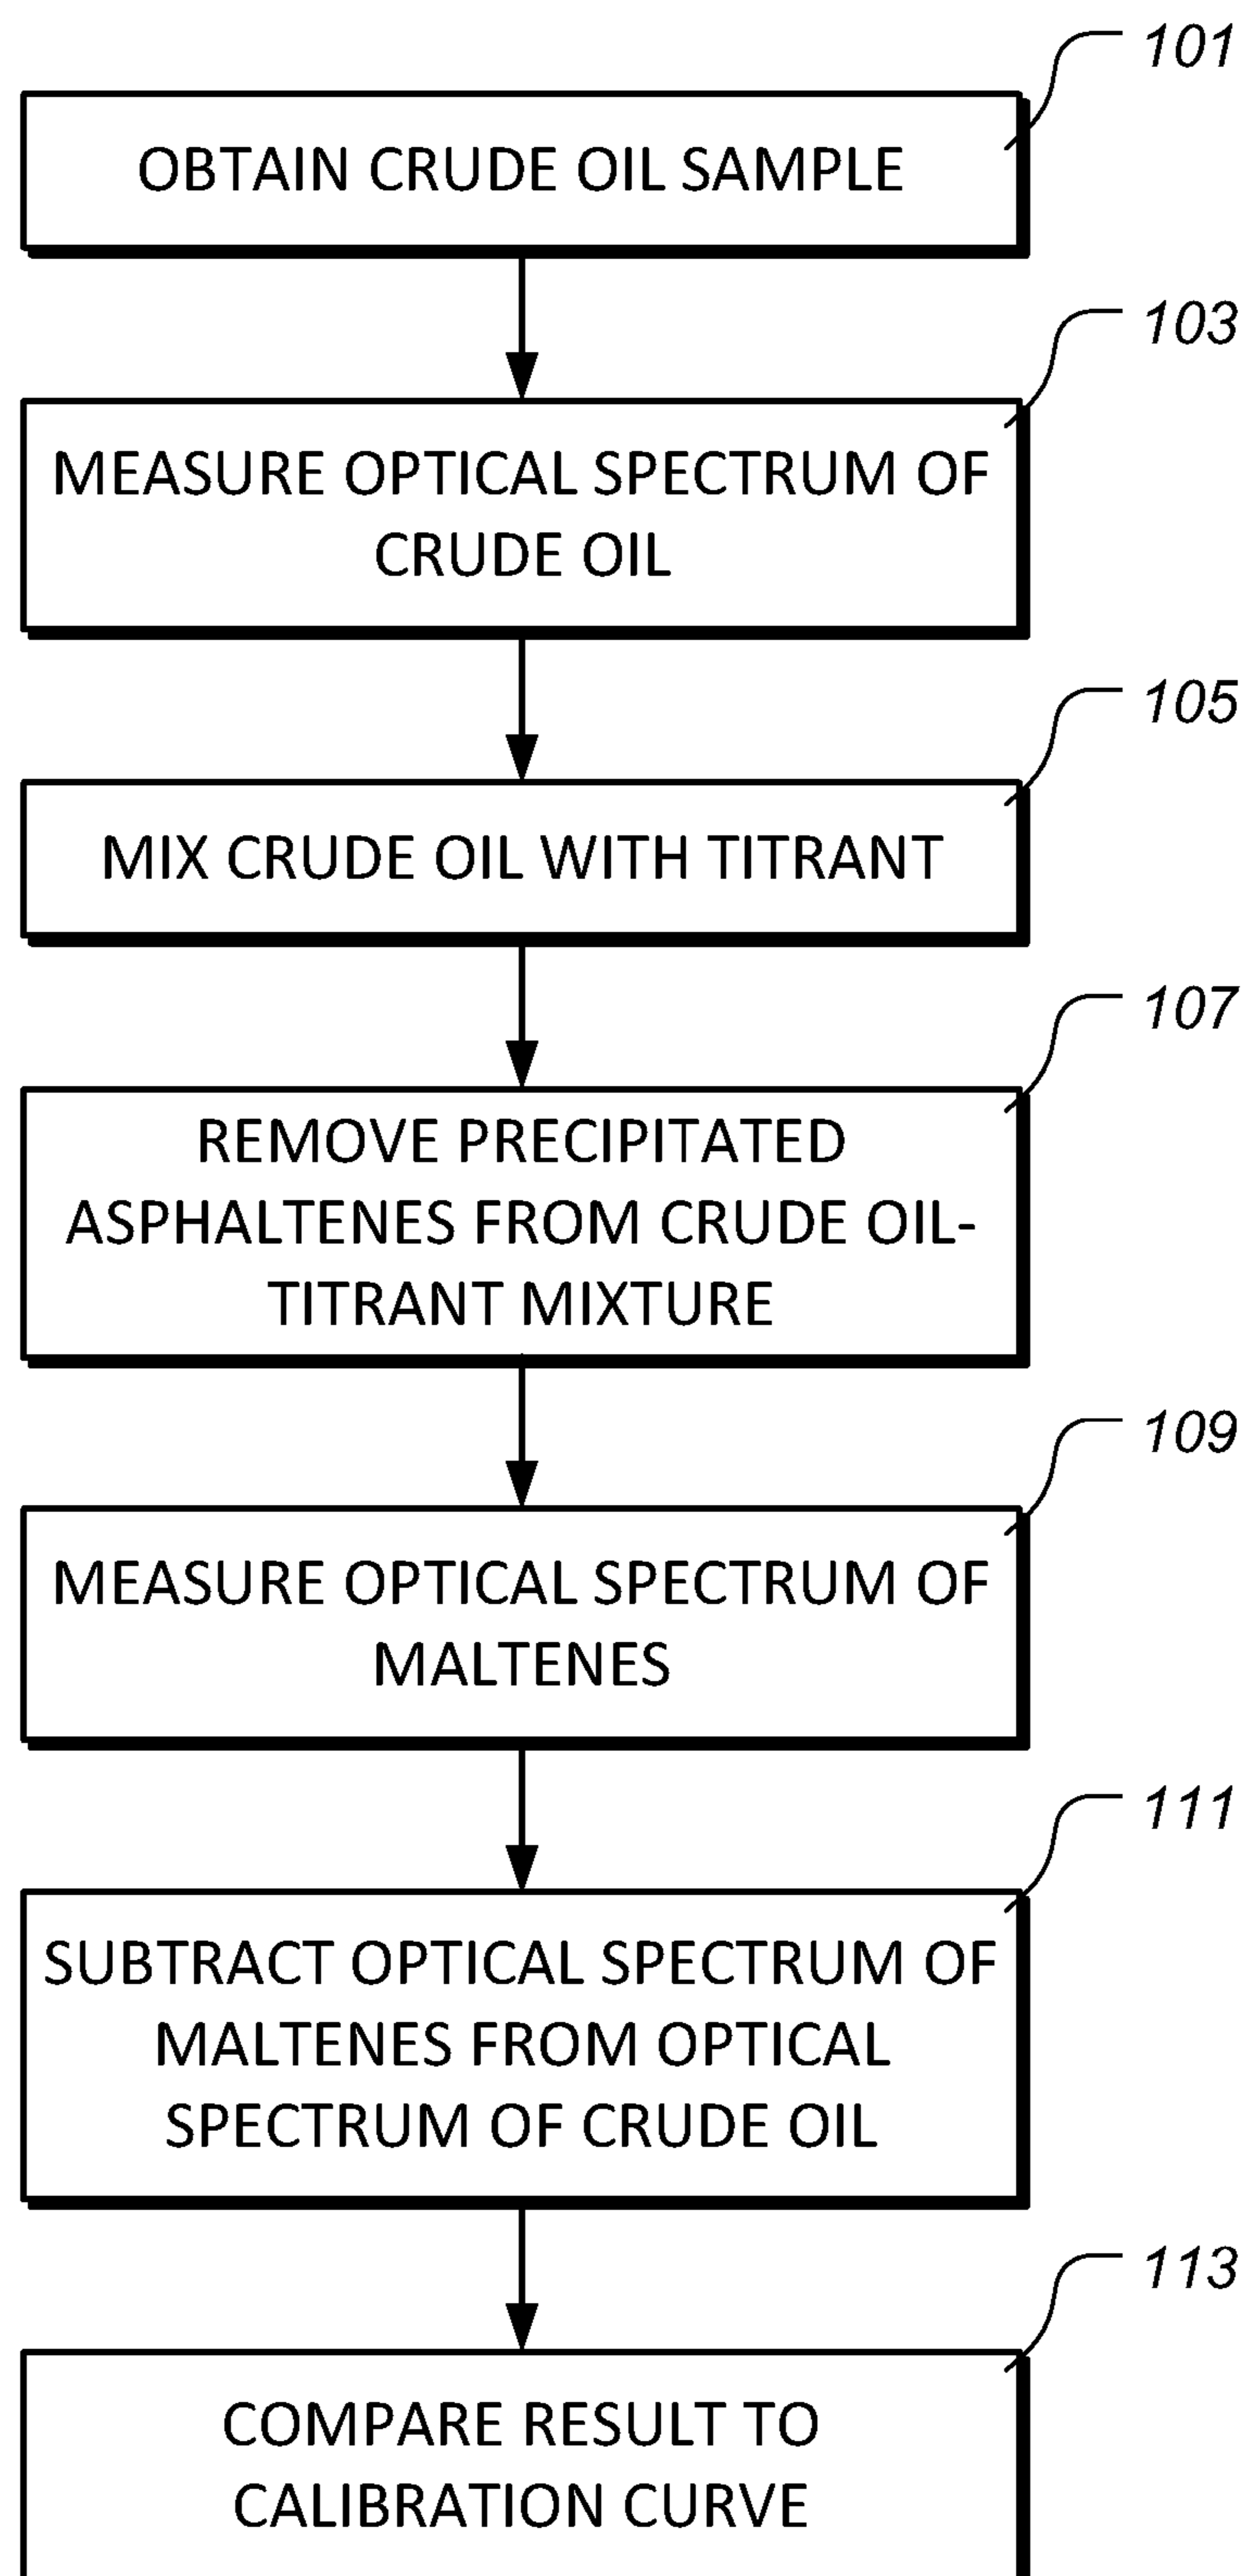 101
OBTAIN CRUDE OIL SAMPLE
103
MEASURE OPTICAL SPECTRUM OF
CRUDE OIL
105
MIX CRUDE OIL WITH TITRANT
107
REMOVE PRECIPITATED
ASPHALTENES FROM CRUDE OIL-
TITRANT MIXTURE
109
MEASURE OPTICAL SPECTRUM OF
MALTENES
111
SUBTRACT OPTICAL SPECTRUM OF
MALTENES FROM OPTICAL
SPECTRUM OF CRUDE OIL
113
COMPARE RESULT TO
CALIBRATION CURVE